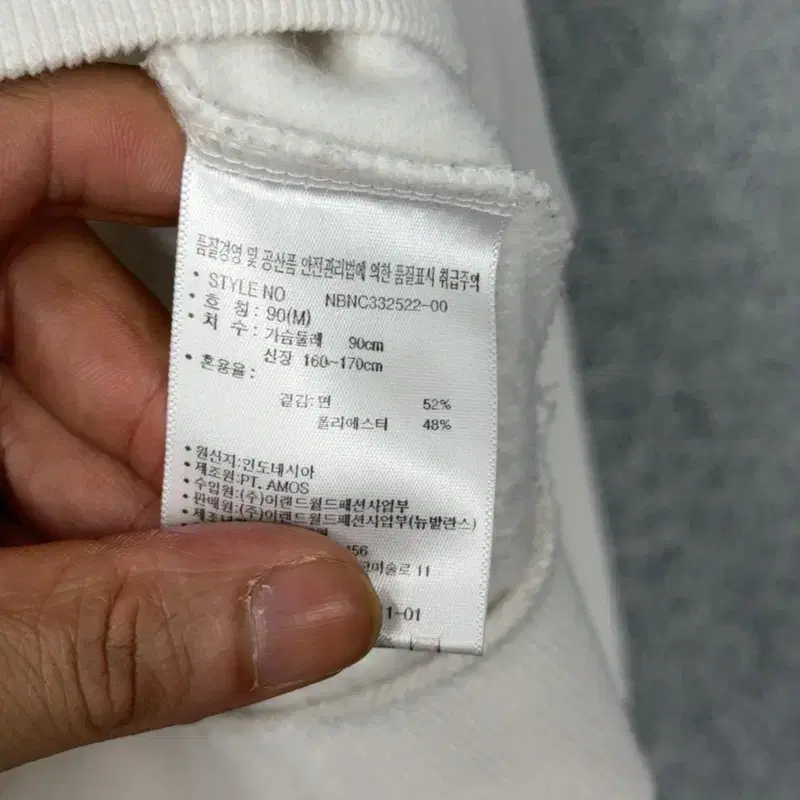 품질경영 및 공산품 안전관리법에 의한 품질표시 취급주의
• STYLE NO NBNC332522-00
• 호 칭 : 90(M)
• 치 수 : 가슴둘레 90cm
신장 160~170cm
• 혼용율 :
겉감:면 52%
폴리에스터 48%
• 원산지:인도네시아
• 제조원:PT. AMOS
• 수입원:(주)이랜드월드패션사업부
• 판매원:(주)이랜드월드패션사업부(뉴발란스)
• 제조년
456
로 11
1-01